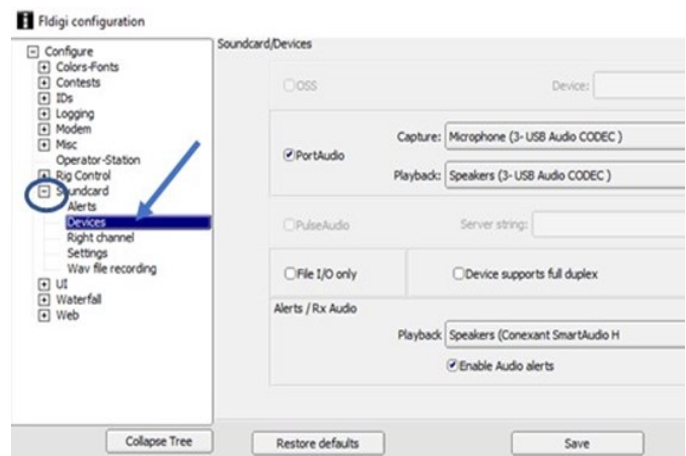 Fldigi configuration
Configure
Colors-Fonts
Contests
IDs
Logging
Modem
Misc
Operator-Station
Rig Control
Soundcard
Alerts
Devices
Right channel
Settings
Wav file recording
UI
Waterfall
Web
Collapse Tree
Soundcard/Devices
OSS
Device:
PortAudio
Capture: Microphone (3- USB Audio CODEC )
Playback: Speakers (3- USB Audio CODEC )
PulseAudio
Server string:
File I/O only
Device supports full duplex
Alerts / Rx Audio
Playback Speakers (Conexant SmartAudio H
Enable Audio alerts
Restore defaults
Save